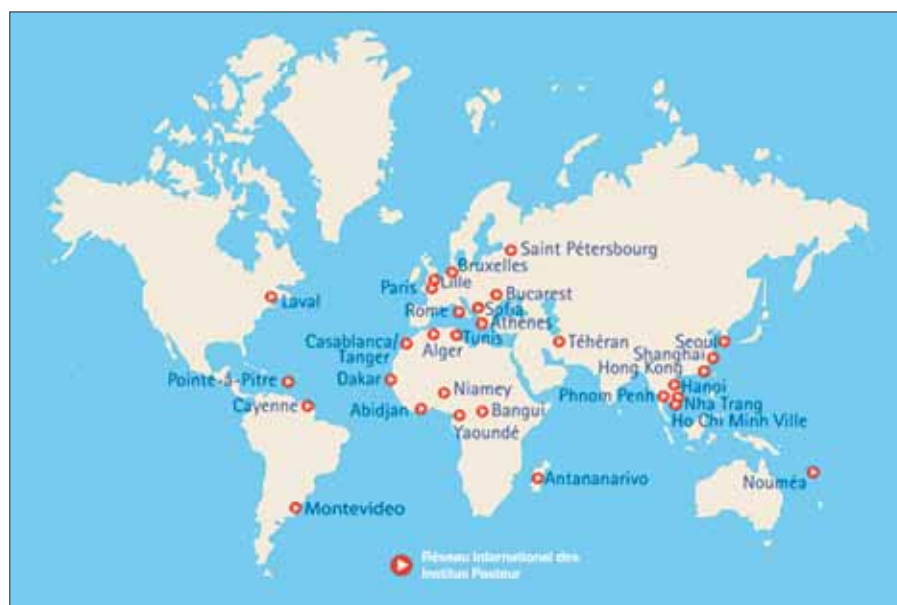 Saint Pétersbourg
Bruxelles
Lille
Paris
Bucarest
Laval
Rome
Sofia
Athènes
Casablanca/
Tanger
Alger
Tunis
Téhéran
Seoul
Shanghai
Hong Kong
Pointe-à-Pitre
Dakar
Niamey
Hanoi
Phnom Penh
Cayenne
Abidjan
Bangui
Nha Trang
Yaoundé
Ho Chi Minh Ville
Antananarivo
Nouméa
Montevideo
Réseau International des
Instituts Pasteur